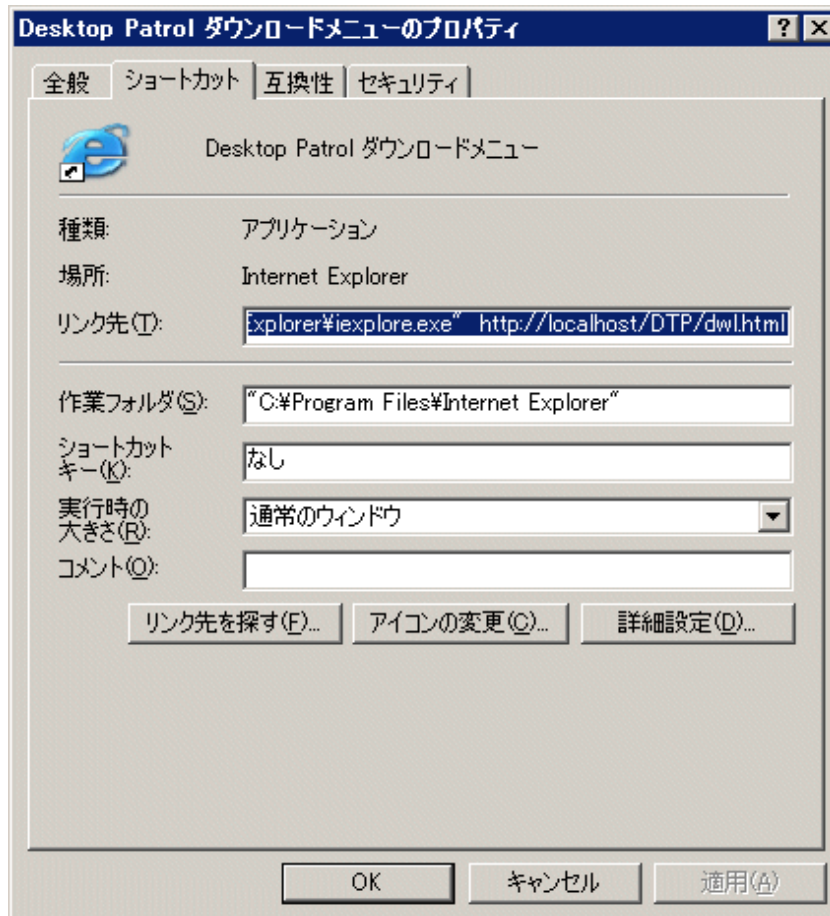 Desktop Patrol ダウンロードメニューのプロパティ
全般 ショートカット 互換性 セキュリティ
Desktop Patrol ダウンロードメニュー
種類: アプリケーション
場所: Internet Explorer
リンク先(T): Explorer¥iexplore.exe" http://localhost/DTP/dwl.html
作業フォルダ(S): "C:¥Program Files¥Internet Explorer"
ショートカット
キー(K): なし
実行時の
大きさ(R): 通常のウィンドウ
コメント(O):
リンク先を探す(F)... アイコンの変更(C)... 詳細設定(D)...
OK キャンセル 適用(A)